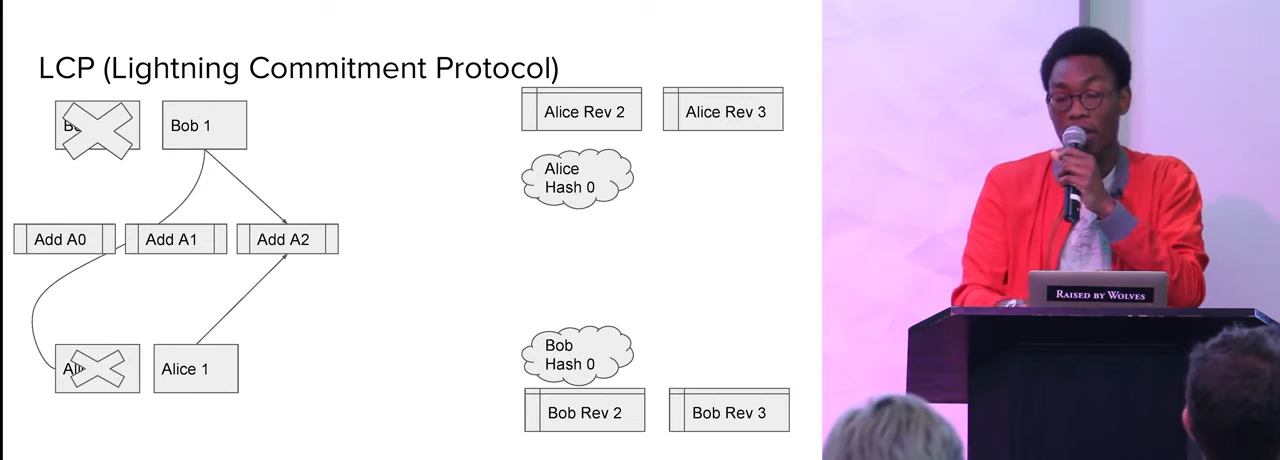 LCP (Lightning Commitment Protocol)
Bob 1
Alice Rev 2
Alice Rev 3
Alice
Hash 0
Add A0
Add A1
Add A2
Bob
Hash 0
Alice 1
Bob Rev 2
Bob Rev 3
RAISED BY WOLVES